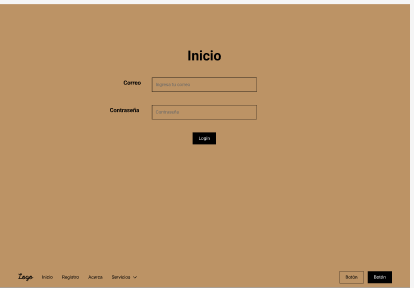 Inicio
Correo
Ingresa tu correo
Contraseña
Contraseña
Login
Logo Inicio Registro Acerca Servicios Botón Botón